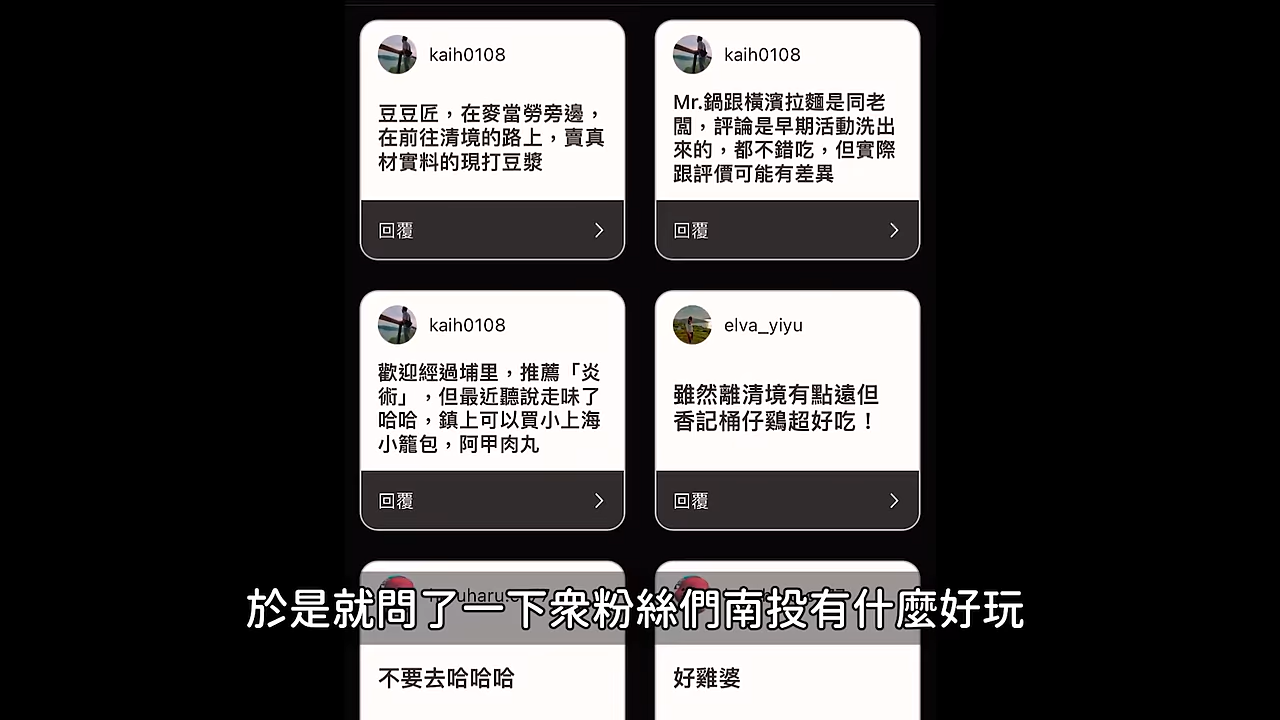 kaih0108
豆豆匠，在麥當勞旁邊，
在前往清境的路上，賣真
材實料的現打豆漿
回覆
kaih0108
Mr.鍋跟橫濱拉麵是同老
闆，評論是早期活動洗出
來的，都不錯吃，但實際
跟評價可能有差異
回覆
kaih0108
歡迎經過埔里，推薦「炎
術」，但最近聽說走味了
哈哈，鎮上可以買小上海
小籠包，阿甲肉丸
回覆
elva_yiyu
雖然離清境有點遠但
香記桶仔鷄超好吃！
回覆
於是就問了一下眾粉絲們南投有什麼好玩
不要去哈哈哈
好雞婆